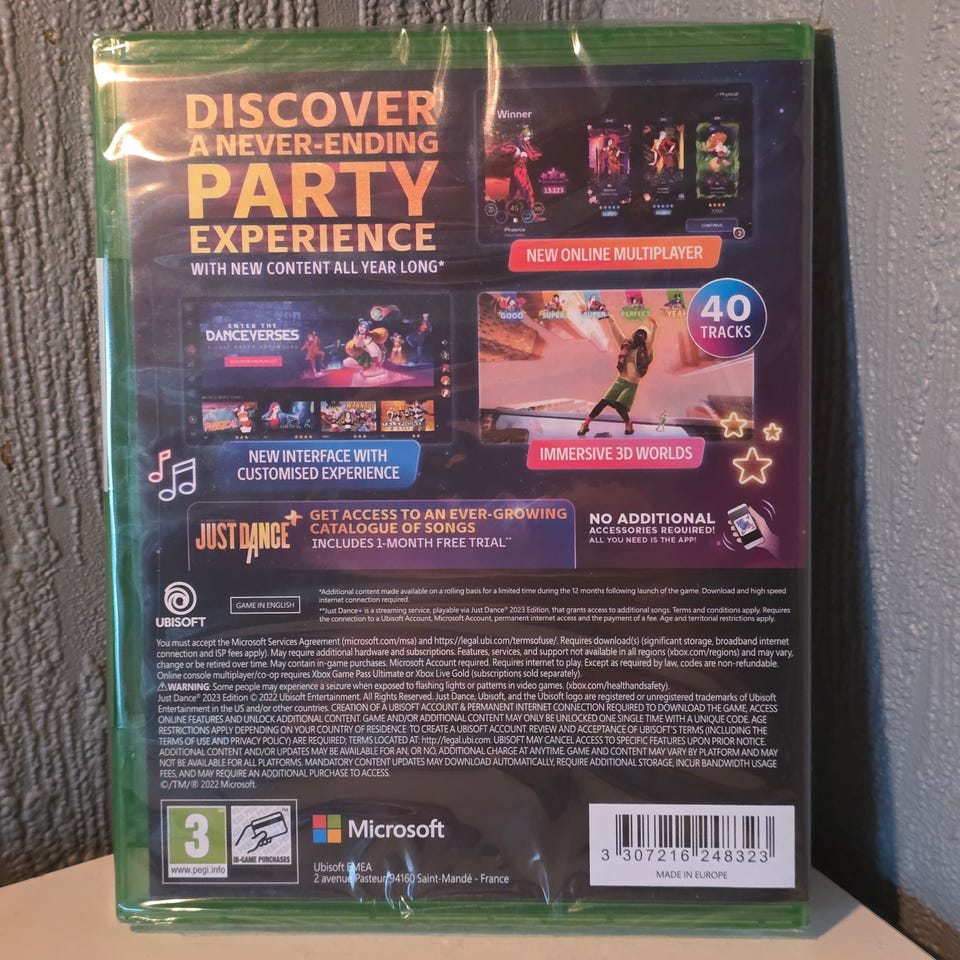 DISCOVER
A NEVER-ENDING
PARTY
EXPERIENCE
WITH NEW CONTENT ALL YEAR LONG*
Winner
Physical
13,123
Phoenix
CONTINUE
NEW ONLINE MULTIPLAYER
ENTER THE
DANCEVERSES
PHYSICAL
WANNABE
NEW INTERFACE WITH
CUSTOMISED EXPERIENCE
GOOD SUPER SUPER PERFECT YEAH
40
TRACKS
IMMERSIVE 3D WORLDS
JUST DANCE+
GET ACCESS TO AN EVER-GROWING
CATALOGUE OF SONGS
INCLUDES 1-MONTH FREE TRIAL**
NO ADDITIONAL
ACCESSORIES REQUIRED!
ALL YOU NEED IS THE APP!
UBISOFT
GAME IN ENGLISH
*Additional content made available on a rolling basis for a limited time during the 12 months following launch of the game. Download and high speed
internet connection required.
**Just Dance+ is a streaming service, playable via Just Dance® 2023 Edition, that grants access to additional songs. Terms and conditions apply. Requires
the connection to a Ubisoft Account, Microsoft Account, permanent internet access and the payment of a fee. Age and territorial restrictions apply.
You must accept the Microsoft Services Agreement (microsoft.com/msa) and https://legal.ubi.com/termsofuse/. Requires download(s) (significant storage, broadband internet
connection and ISP fees apply). May require additional hardware and subscriptions. Features, services, and support not available in all regions (xbox.com/regions) and may vary,
change or be retired over time. May contain in-game purchases. Microsoft Account required. Requires internet to play. Except as required by law, codes are non-refundable.
Online console multiplayer/co-op requires Xbox Game Pass Ultimate or Xbox Live Gold (subscriptions sold separately).
⚠WARNING: Some people may experience a seizure when exposed to flashing lights or patterns in video games. (xbox.com/healthandsafety).
Just Dance® 2023 Edition © 2022 Ubisoft Entertainment. All Rights Reserved. Just Dance, Ubisoft, and the Ubisoft logo are registered or unregistered trademarks of Ubisoft
Entertainment in the US and/or other countries. CREATION OF A UBISOFT ACCOUNT & PERMANENT INTERNET CONNECTION REQUIRED TO DOWNLOAD THE GAME, ACCESS
ONLINE FEATURES AND UNLOCK ADDITIONAL CONTENT. GAME AND/OR ADDITIONAL CONTENT MAY ONLY BE UNLOCKED ONE SINGLE TIME WITH A UNIQUE CODE. AGE
RESTRICTIONS APPLY DEPENDING ON YOUR COUNTRY OF RESIDENCE TO CREATE A UBISOFT ACCOUNT. REVIEW AND ACCEPTANCE OF UBISOFT'S TERMS (INCLUDING THE
TERMS OF USE AND PRIVACY POLICY) ARE REQUIRED; TERMS LOCATED AT: http://legal.ubi.com. UBISOFT MAY CANCEL ACCESS TO SPECIFIC FEATURES UPON PRIOR NOTICE.
ADDITIONAL CONTENT AND/OR UPDATES MAY BE AVAILABLE FOR AN, OR NO, ADDITIONAL CHARGE AT ANYTIME. GAME AND CONTENT MAY VARY BY PLATFORM AND MAY
NOT BE AVAILABLE FOR ALL PLATFORMS. MANDATORY CONTENT UPDATES MAY DOWNLOAD AUTOMATICALLY, REQUIRE ADDITIONAL STORAGE, INCUR BANDWIDTH USAGE
FEES, AND MAY REQUIRE AN ADDITIONAL PURCHASE TO ACCESS.
©/TM/® 2022 Microsoft.
3
www.pegi.info
IN-GAME PURCHASES
Microsoft
Ubisoft EMEA
2 avenue Pasteur 94160 Saint-Mandé - France
3 307216 248323
MADE IN EUROPE